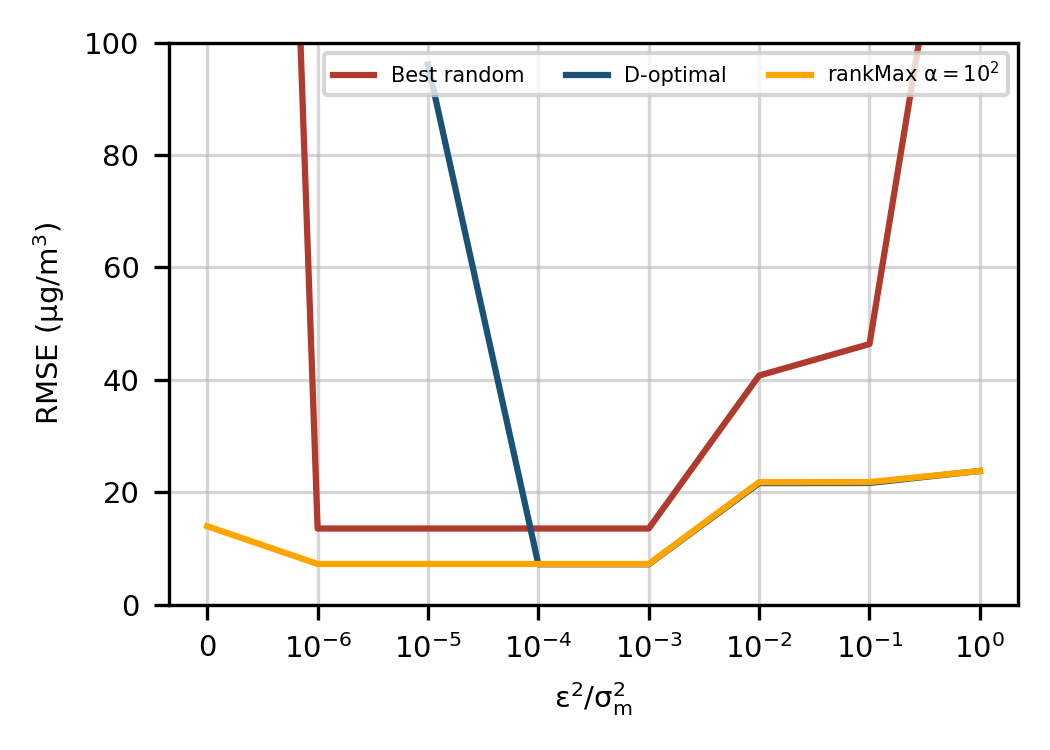 100
80
60
40
20
0
RMSE (µg/m³)
Best random
D-optimal
rankMax α = 10²
0
10⁻⁶
10⁻⁵
10⁻⁴
10⁻³
10⁻²
10⁻¹
10⁰
ε²/σ²ₘ